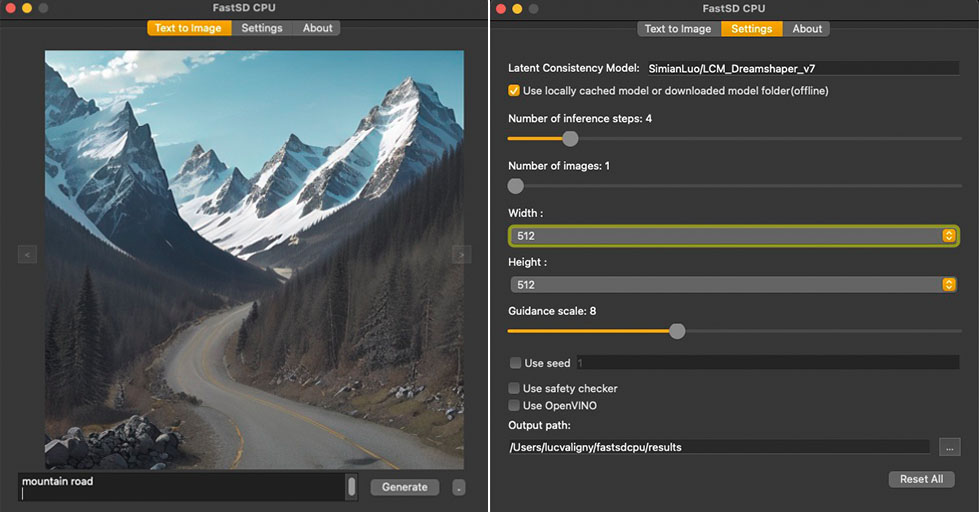 FastSD CPU
Text to Image Settings About
<
>
mountain road
Generate
.
FastSD CPU
Text to Image Settings About
Latent Consistency Model: SimianLuo/LCM_Dreamshaper_v7
Use locally cached model or downloaded model folder(offline)
Number of inference steps: 4
Number of images: 1
Width :
512
Height :
512
Guidance scale: 8
Use seed 1
Use safety checker
Use OpenVINO
Output path:
/Users/lucvaligny/fastsdcpu/results
...
Reset All